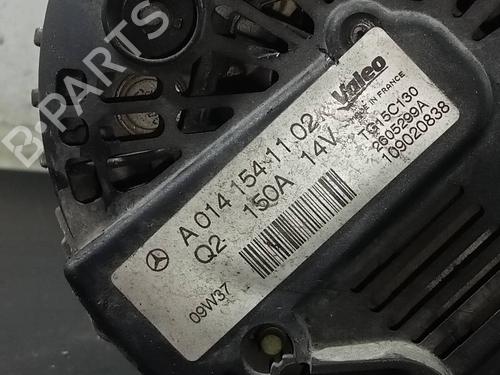 A 014 154 11 02
Q2 150A 14V
09W37
Valeo
MADE IN FRANCE
TG15C130
2605299A
109020838
B-PARTS